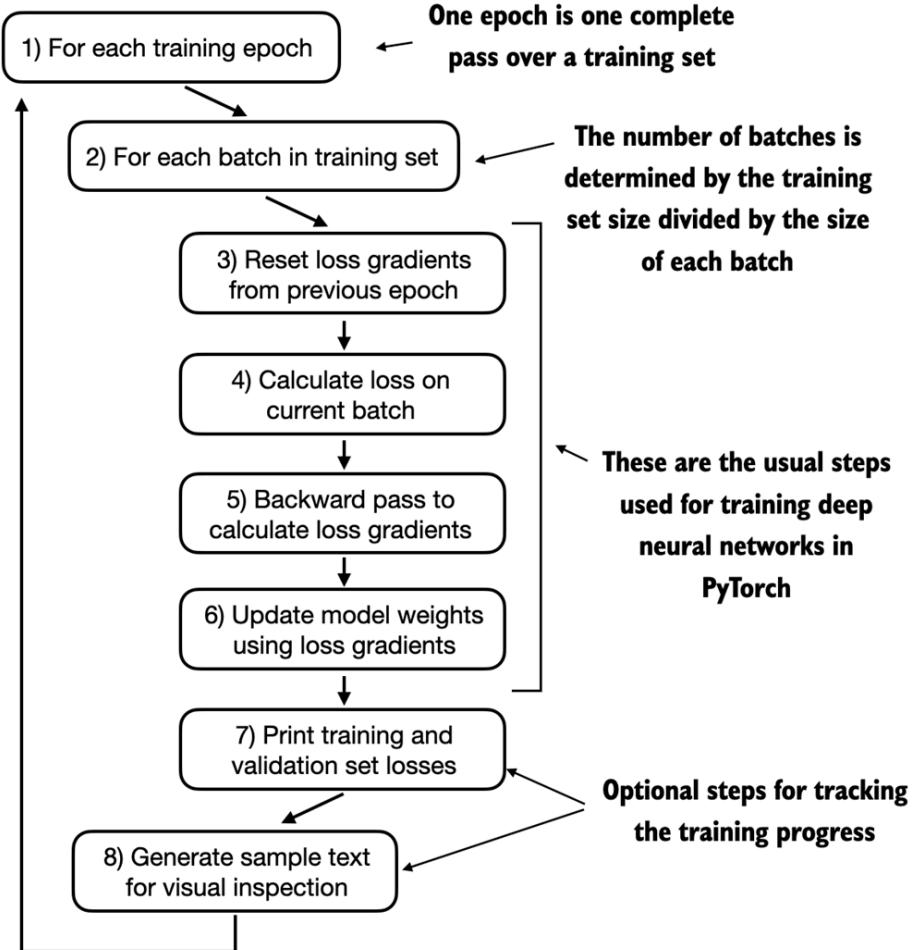 One epoch is one complete
pass over a training set
1) For each training epoch
2) For each batch in training set
The number of batches is
determined by the training
set size divided by the size
of each batch
3) Reset loss gradients
from previous epoch
4) Calculate loss on
current batch
5) Backward pass to
calculate loss gradients
6) Update model weights
using loss gradients
These are the usual steps
used for training deep
neural networks in
PyTorch
7) Print training and
validation set losses
8) Generate sample text
for visual inspection
Optional steps for tracking
the training progress